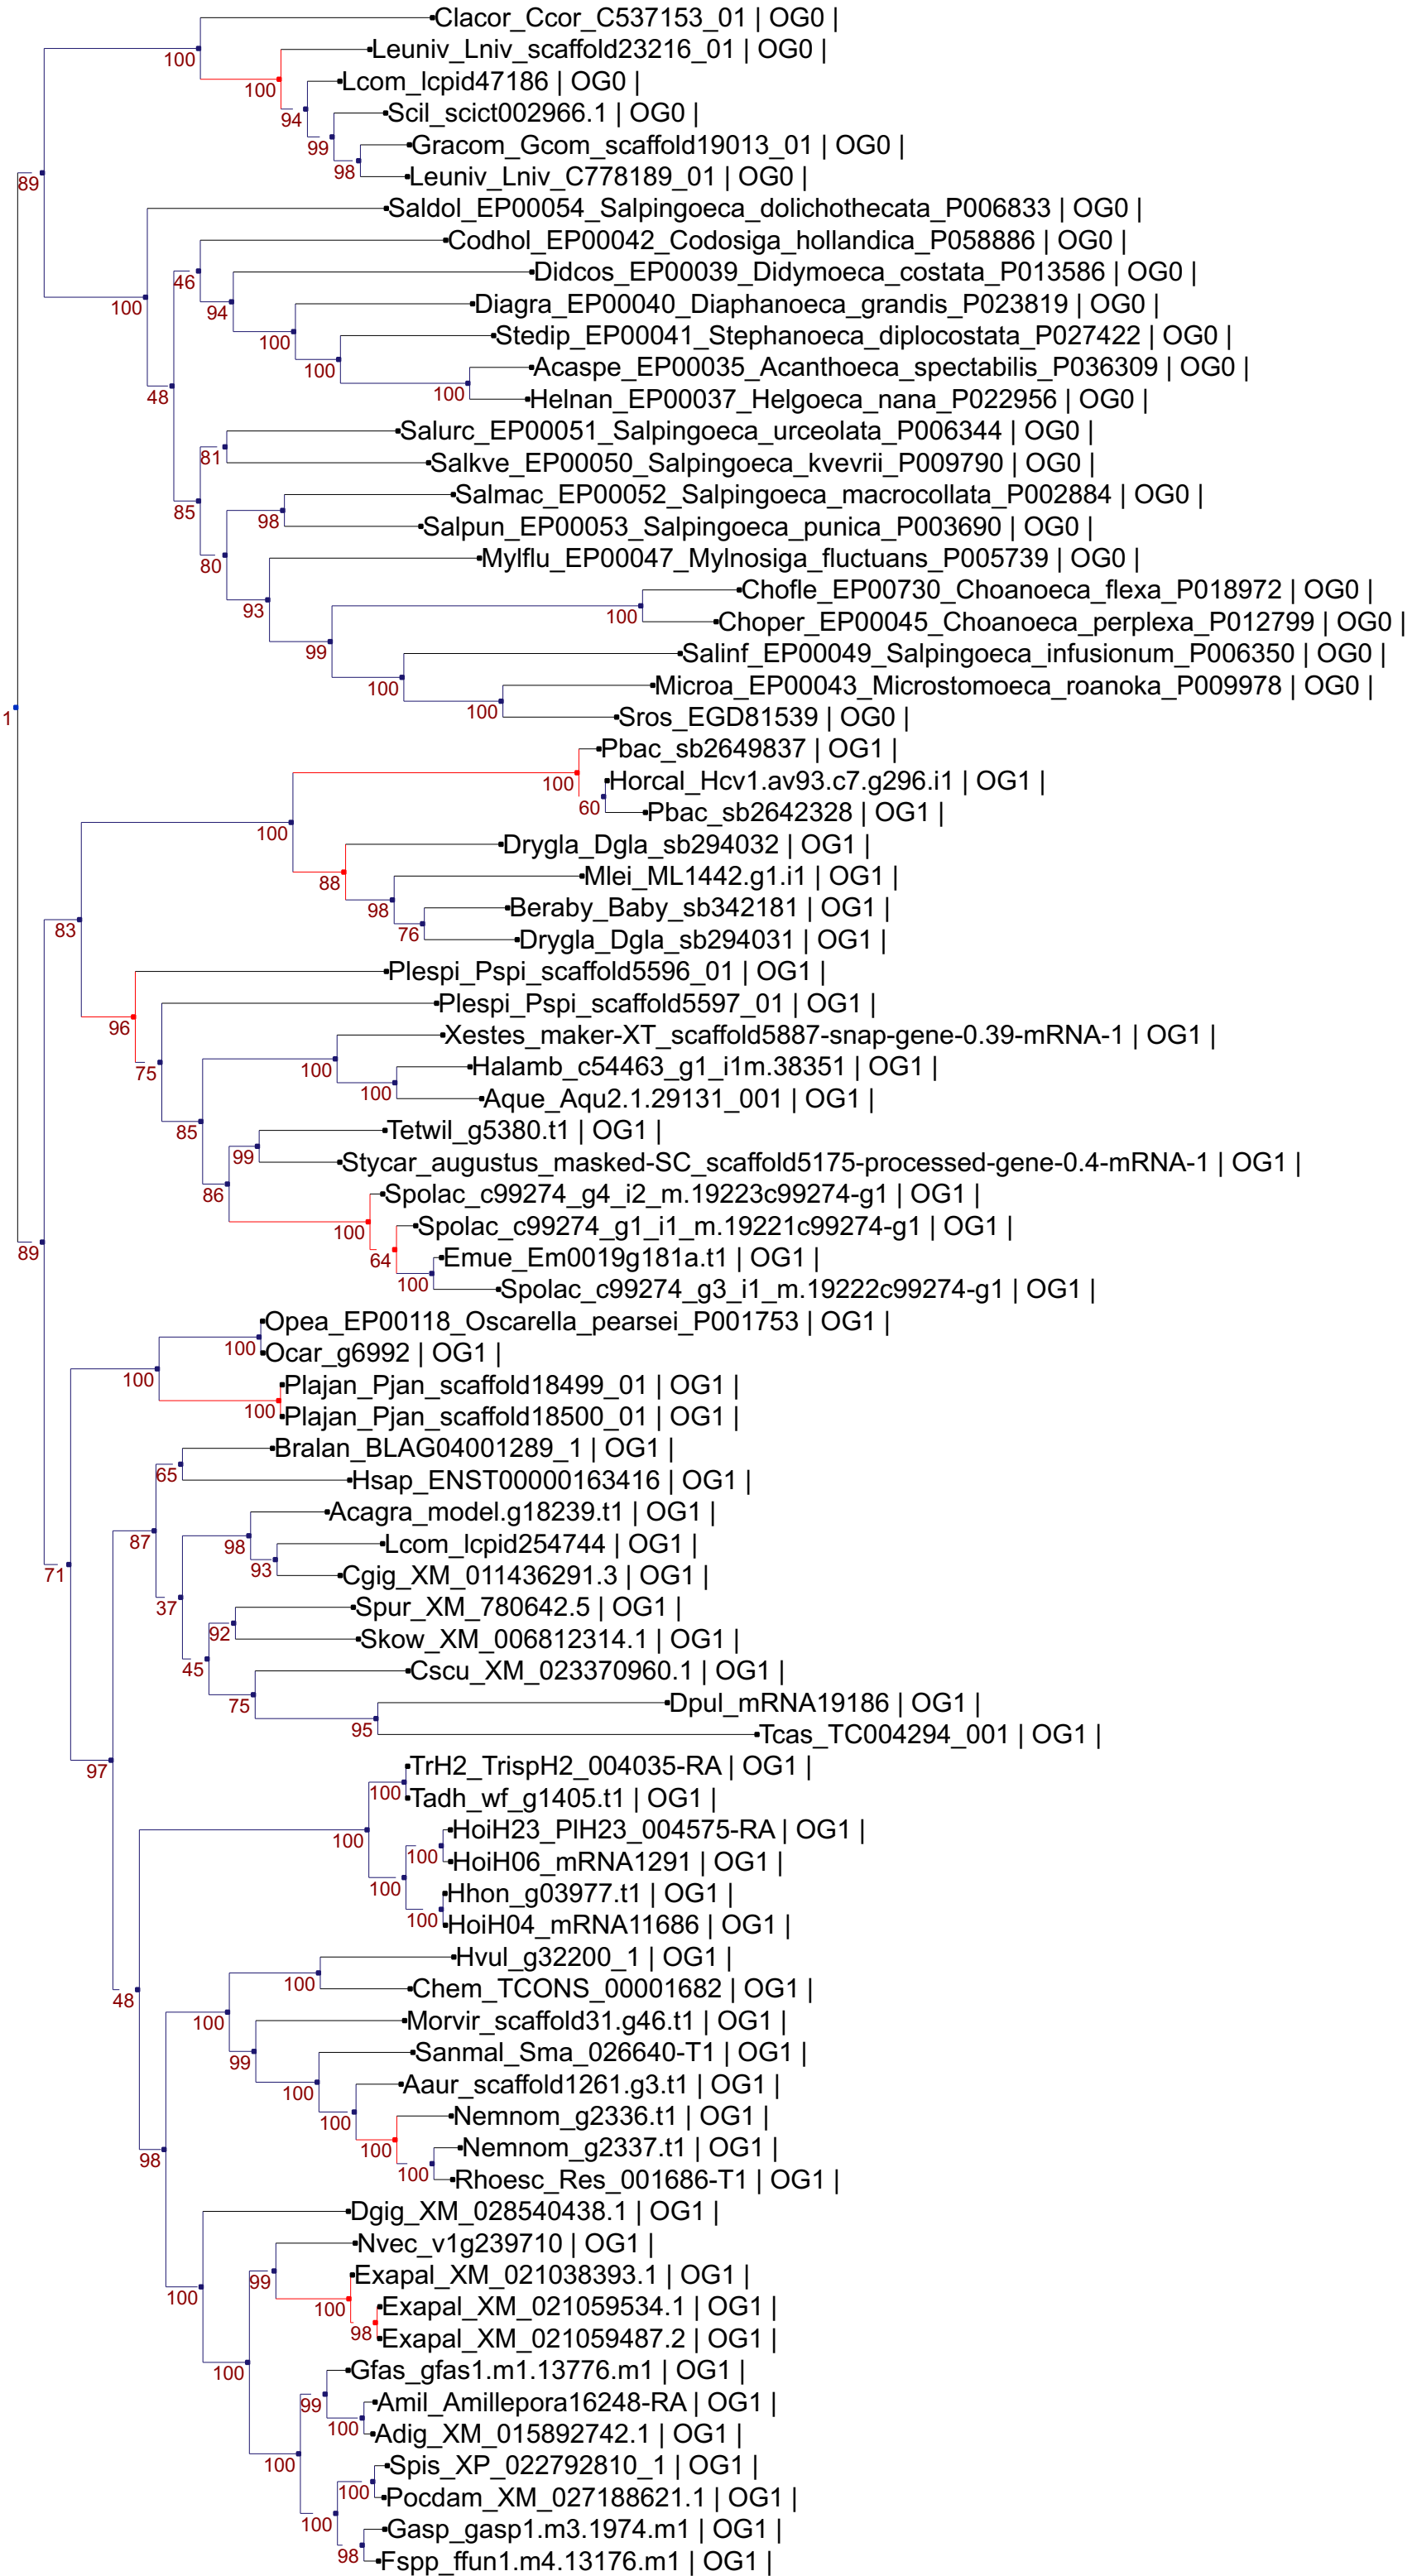 Clacor_Ccor_C537153_01 | OG0 |
100
Leuniv_Lniv_scaffold23216_01 | OG0 |
100
Lcom_lcpid47186 | OG0 |
94
Scil_scict002966.1 | OG0 |
99
Gracom_Gcom_scaffold19013_01 | OG0 |
98
Leuniv_Lniv_C778189_01 | OG0 |
89
Saldol_EP00054_Salpingoeca_dolichothecata_P006833 | OG0 |
Codhol_EP00042_Codosiga_hollandica_P058886 | OG0 |
46
Didcos_EP00039_Didymoeca_costata_P013586 | OG0 |
100
94
Diagra_EP00040_Diaphanoeca_grandis_P023819 | OG0 |
100
Stedip_EP00041_Stephanoeca_diplocostata_P027422 | OG0 |
100
Acaspe_EP00035_Acanthoeca_spectabilis_P036309 | OG0 |
48
100
Helnan_EP00037_Helgoeca_nana_P022956 | OG0 |
Salurc_EP00051_Salpingoeca_urceolata_P006344 | OG0 |
81
Salkve_EP00050_Salpingoeca_kvevrii_P009790 | OG0 |
Salmac_EP00052_Salpingoeca_macrocollata_P002884 | OG0 |
85
98
Salpun_EP00053_Salpingoeca_punica_P003690 | OG0 |
80
Mylflu_EP00047_Mylnosiga_fluctuans_P005739 | OG0 |
Chofle_EP00730_Choanoeca_flexa_P018972 | OG0 |
93
100
Choper_EP00045_Choanoeca_perplexa_P012799 | OG0 |
99
Salinf_EP00049_Salpingoeca_infusionum_P006350 | OG0 |
100
Microa_EP00043_Microstomoeca_roanoka_P009978 | OG0 |
100
Sros_EGD81539 | OG0 |
1
Pbac_sb2649837 | OG1 |
100
Horcal_Hcv1.av93.c7.g296.i1 | OG1 |
60
Pbac_sb2642328 | OG1 |
100
Drygla_Dgla_sb294032 | OG1 |
88
Mlei_ML1442.g1.i1 | OG1 |
98
Beraby_Baby_sb342181 | OG1 |
83
76
Drygla_Dgla_sb294031 | OG1 |
Plespi_Pspi_scaffold5596_01 | OG1 |
96
Plespi_Pspi_scaffold5597_01 | OG1 |
Xestes_maker-XT_scaffold5887-snap-gene-0.39-mRNA-1 | OG1 |
75
100
Halamb_c54463_g1_i1m.38351 | OG1 |
100
Aque_Aqu2.1.29131_001 | OG1 |
85
Tetwil_g5380.t1 | OG1 |
99
Stycar_augustus_masked-SC_scaffold5175-processed-gene-0.4-mRNA-1 | OG1 |
86
Spolac_c99274_g4_i2_m.19223c99274-g1 | OG1 |
100
Spolac_c99274_g1_i1_m.19221c99274-g1 | OG1 |
89
64
Emue_Em0019g181a.t1 | OG1 |
100
Spolac_c99274_g3_i1_m.19222c99274-g1 | OG1 |
Opea_EP00118_Oscarella_pearsei_P001753 | OG1 |
100
Ocar_g6992 | OG1 |
100
Plajan_Pjan_scaffold18499_01 | OG1 |
100
Plajan_Pjan_scaffold18500_01 | OG1 |
Bralan_BLAG04001289_1 | OG1 |
65
Hsap_ENST00000163416 | OG1 |
Acagra_model.g18239.t1 | OG1 |
87
98
Lcom_lcpid254744 | OG1 |
71
93
Cgig_XM_011436291.3 | OG1 |
37
Spur_XM_780642.5 | OG1 |
92
Skow_XM_006812314.1 | OG1 |
45
Cscu_XM_023370960.1 | OG1 |
75
Dpul_mRNA19186 | OG1 |
95
Tcas_TC004294_001 | OG1 |
97
TrH2_TrispH2_004035-RA | OG1 |
100
Tadh_wf_g1405.t1 | OG1 |
100
HoiH23_PlH23_004575-RA | OG1 |
100
HoiH06_mRNA1291 | OG1 |
100
Hhon_g03977.t1 | OG1 |
100
HoiH04_mRNA11686 | OG1 |
Hvul_g32200_1 | OG1 |
100
Chem_TCONS_00001682 | OG1 |
48
100
Morvir_scaffold31.g46.t1 | OG1 |
99
Sanmal_Sma_026640-T1 | OG1 |
100
Aaur_scaffold1261.g3.t1 | OG1 |
100
Nemnom_g2336.t1 | OG1 |
98
100
Nemnom_g2337.t1 | OG1 |
100
Rhoesc_Res_001686-T1 | OG1 |
Dgig_XM_028540438.1 | OG1 |
Nvec_v1g239710 | OG1 |
100
99
Exapal_XM_021038393.1 | OG1 |
100
Exapal_XM_021059534.1 | OG1 |
98
Exapal_XM_021059487.2 | OG1 |
100
Gfas_gfas1.m1.13776.m1 | OG1 |
99
Amil_Amillepora16248-RA | OG1 |
100
Adig_XM_015892742.1 | OG1 |
100
Spis_XP_022792810_1 | OG1 |
100
Pocdam_XM_027188621.1 | OG1 |
100
Gasp_gasp1.m3.1974.m1 | OG1 |
98
Fspp_ffun1.m4.13176.m1 | OG1 |